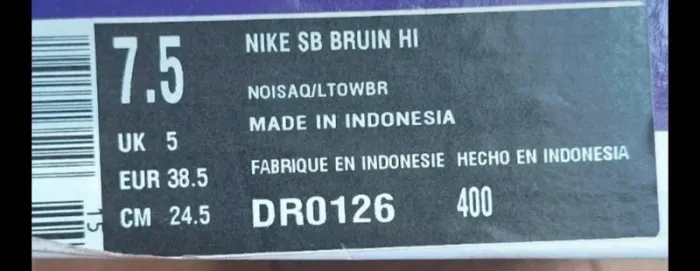 7.5
UK 5
EUR 38.5
CM 24.5
NIKE SB BRUIN HI
NOISAQ/LTOWBR
MADE IN INDONESIA
FABRIQUE EN INDONESIE HECHO EN INDONESIA
DR0126 400
15